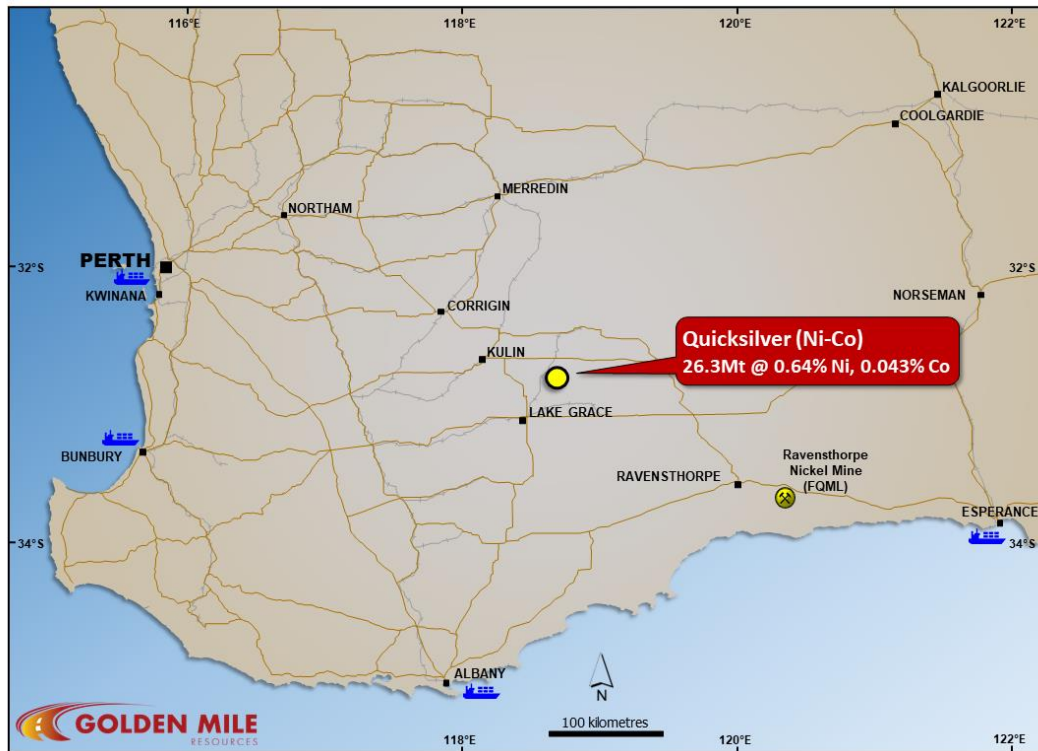 116°E
118°E
120°E
122°E
KALGOORLIE
COOLGARDIE
MERREDIN
NORTHAM
PERTH
32°S
32°S
KWINANA
NORSEMAN
CORRIGIN
Quicksilver (Ni-Co)
26.3Mt @ 0.64% Ni, 0.043% Co
KULIN
LAKE GRACE
BUNBURY
Ravensthorpe
Nickel Mine
(FQML)
RAVENSTHORPE
ESPERANCE
34°S
34°S
ALBANY
N
100 kilometres
GOLDEN MILE
RESOURCES
118°E
120°E
122°E